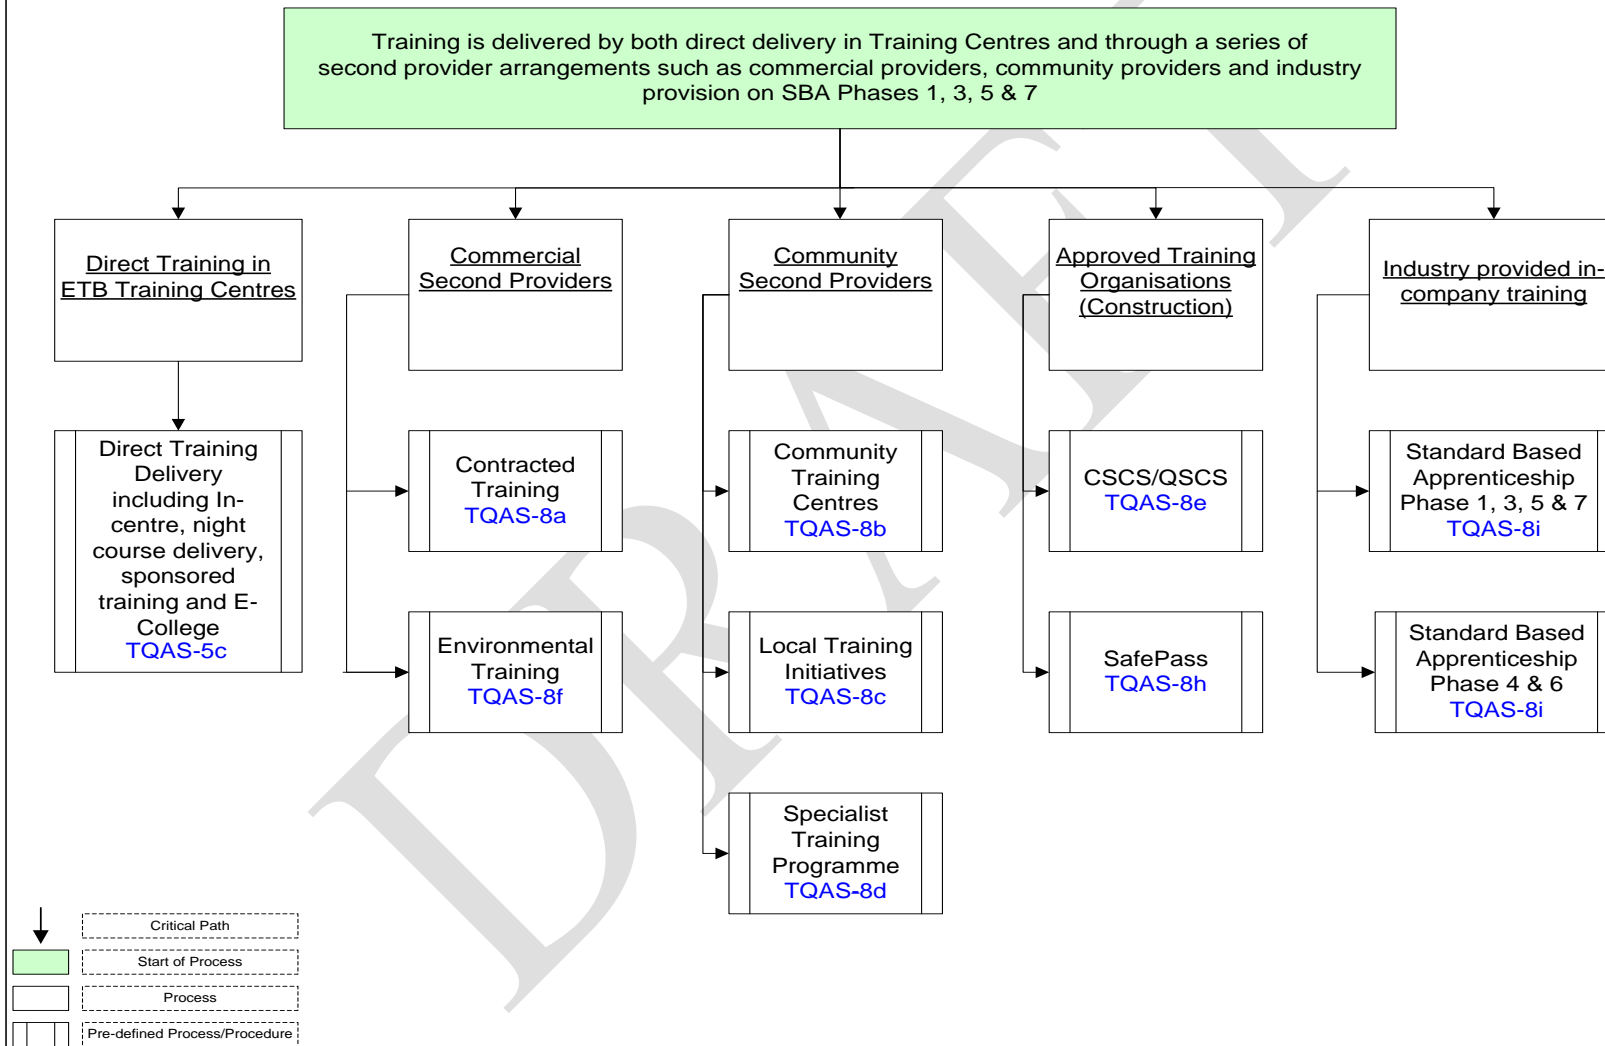 Training is delivered by both direct delivery in Training Centres and through a series of
second provider arrangements such as commercial providers, community providers and industry
provision on SBA Phases 1, 3, 5 & 7
Direct Training in
ETB Training Centres
Commercial
Second Providers
Community
Second Providers
Approved Training
Organisations
(Construction)
Industry provided in-
company training
Direct Training
Delivery
including In-
centre, night
course delivery,
sponsored
training and E-
College
TQAS-5c
Contracted
Training
TQAS-8a
Community
Training
Centres
TQAS-8b
CSCS/QSCS
TQAS-8e
Standard Based
Apprenticeship
Phase 1, 3, 5 & 7
TQAS-8i
Environmental
Training
TQAS-8f
Local Training
Initiatives
TQAS-8c
SafePass
TQAS-8h
Standard Based
Apprenticeship
Phase 4 & 6
TQAS-8i
Specialist
Training
Programme
TQAS-8d
Critical Path
Start of Process
Process
Pre-defined Process/Procedure
DRAFT